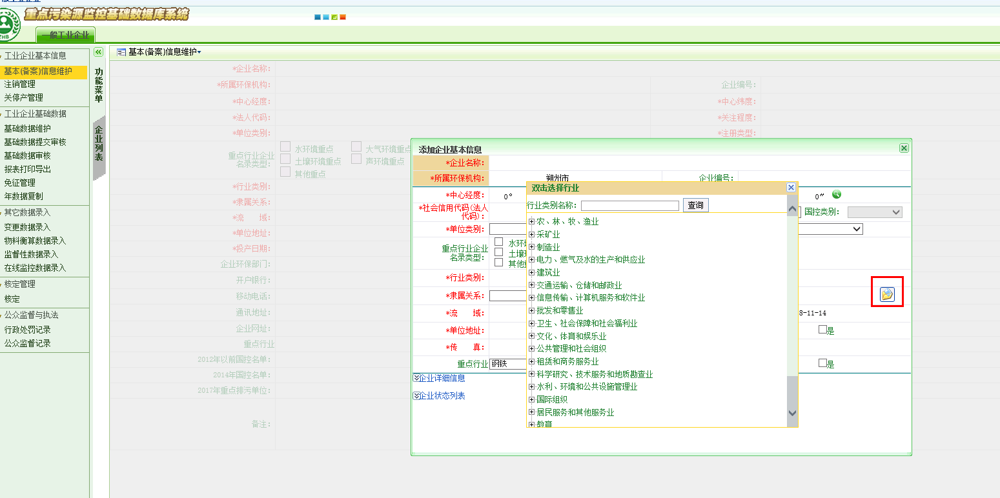 重点污染源监控基础数据库系统
ZHB
一般工业企业
工业企业基本信息
基本(备案)信息维护
注销管理
关停产管理
工业企业基础数据
基础数据维护
基础数据提交审核
基础数据审核
报表打印导出
免征管理
年数据复制
其它数据录入
变更数据录入
物料衡算数据录入
监督性数据录入
在线监控数据录入
核定管理
核定
公众监督与执法
行政处罚记录
公众监督记录
功能菜单
企业列表
基本(备案)信息维护
*企业名称:
*所属环保机构: 企业编号:
*中心经度: *中心纬度:
*法人代码: *关注程度:
*单位类别: *注册类型:
重点行业企业
名录类型:
水环境重点 大气环境重点
土壤环境重点 声环境重点
其他重点
*行业类别:
*隶属关系:
*流 域:
*单位地址:
*投产日期:
企业环保部门:
开户银行:
移动电话:
通讯地址:
企业网址:
重点行业
2012年以前国控名单:
2014年国控名单:
2017年重点排污单位:
备注:
添加企业基本信息
*企业名称:
*所属环保机构: 朔州市 企业编号:
*中心经度: 0° 0″
*社会信用代码(法人
代码): 国控类别:
*单位类别:
重点行业企业
名录类型:
水环
土壤
其他
*行业类别:
*隶属关系:
*流 域: 8-11-14
*单位地址: 是
*传 真:
重点行业 钢铁 是
企业详细信息
企业状态列表
双击选择行业
行业类别名称: 查询
农、林、牧、渔业
采矿业
制造业
电力、燃气及水的生产和供应业
建筑业
交通运输、仓储和邮政业
信息传输、计算机服务和软件业
批发和零售业
卫生、社会保障和社会福利业
文化、体育和娱乐业
公共管理和社会组织
租赁和商务服务业
科学研究、技术服务和地质勘查业
水利、环境和公共设施管理业
国际组织
居民服务和其他服务业
教育